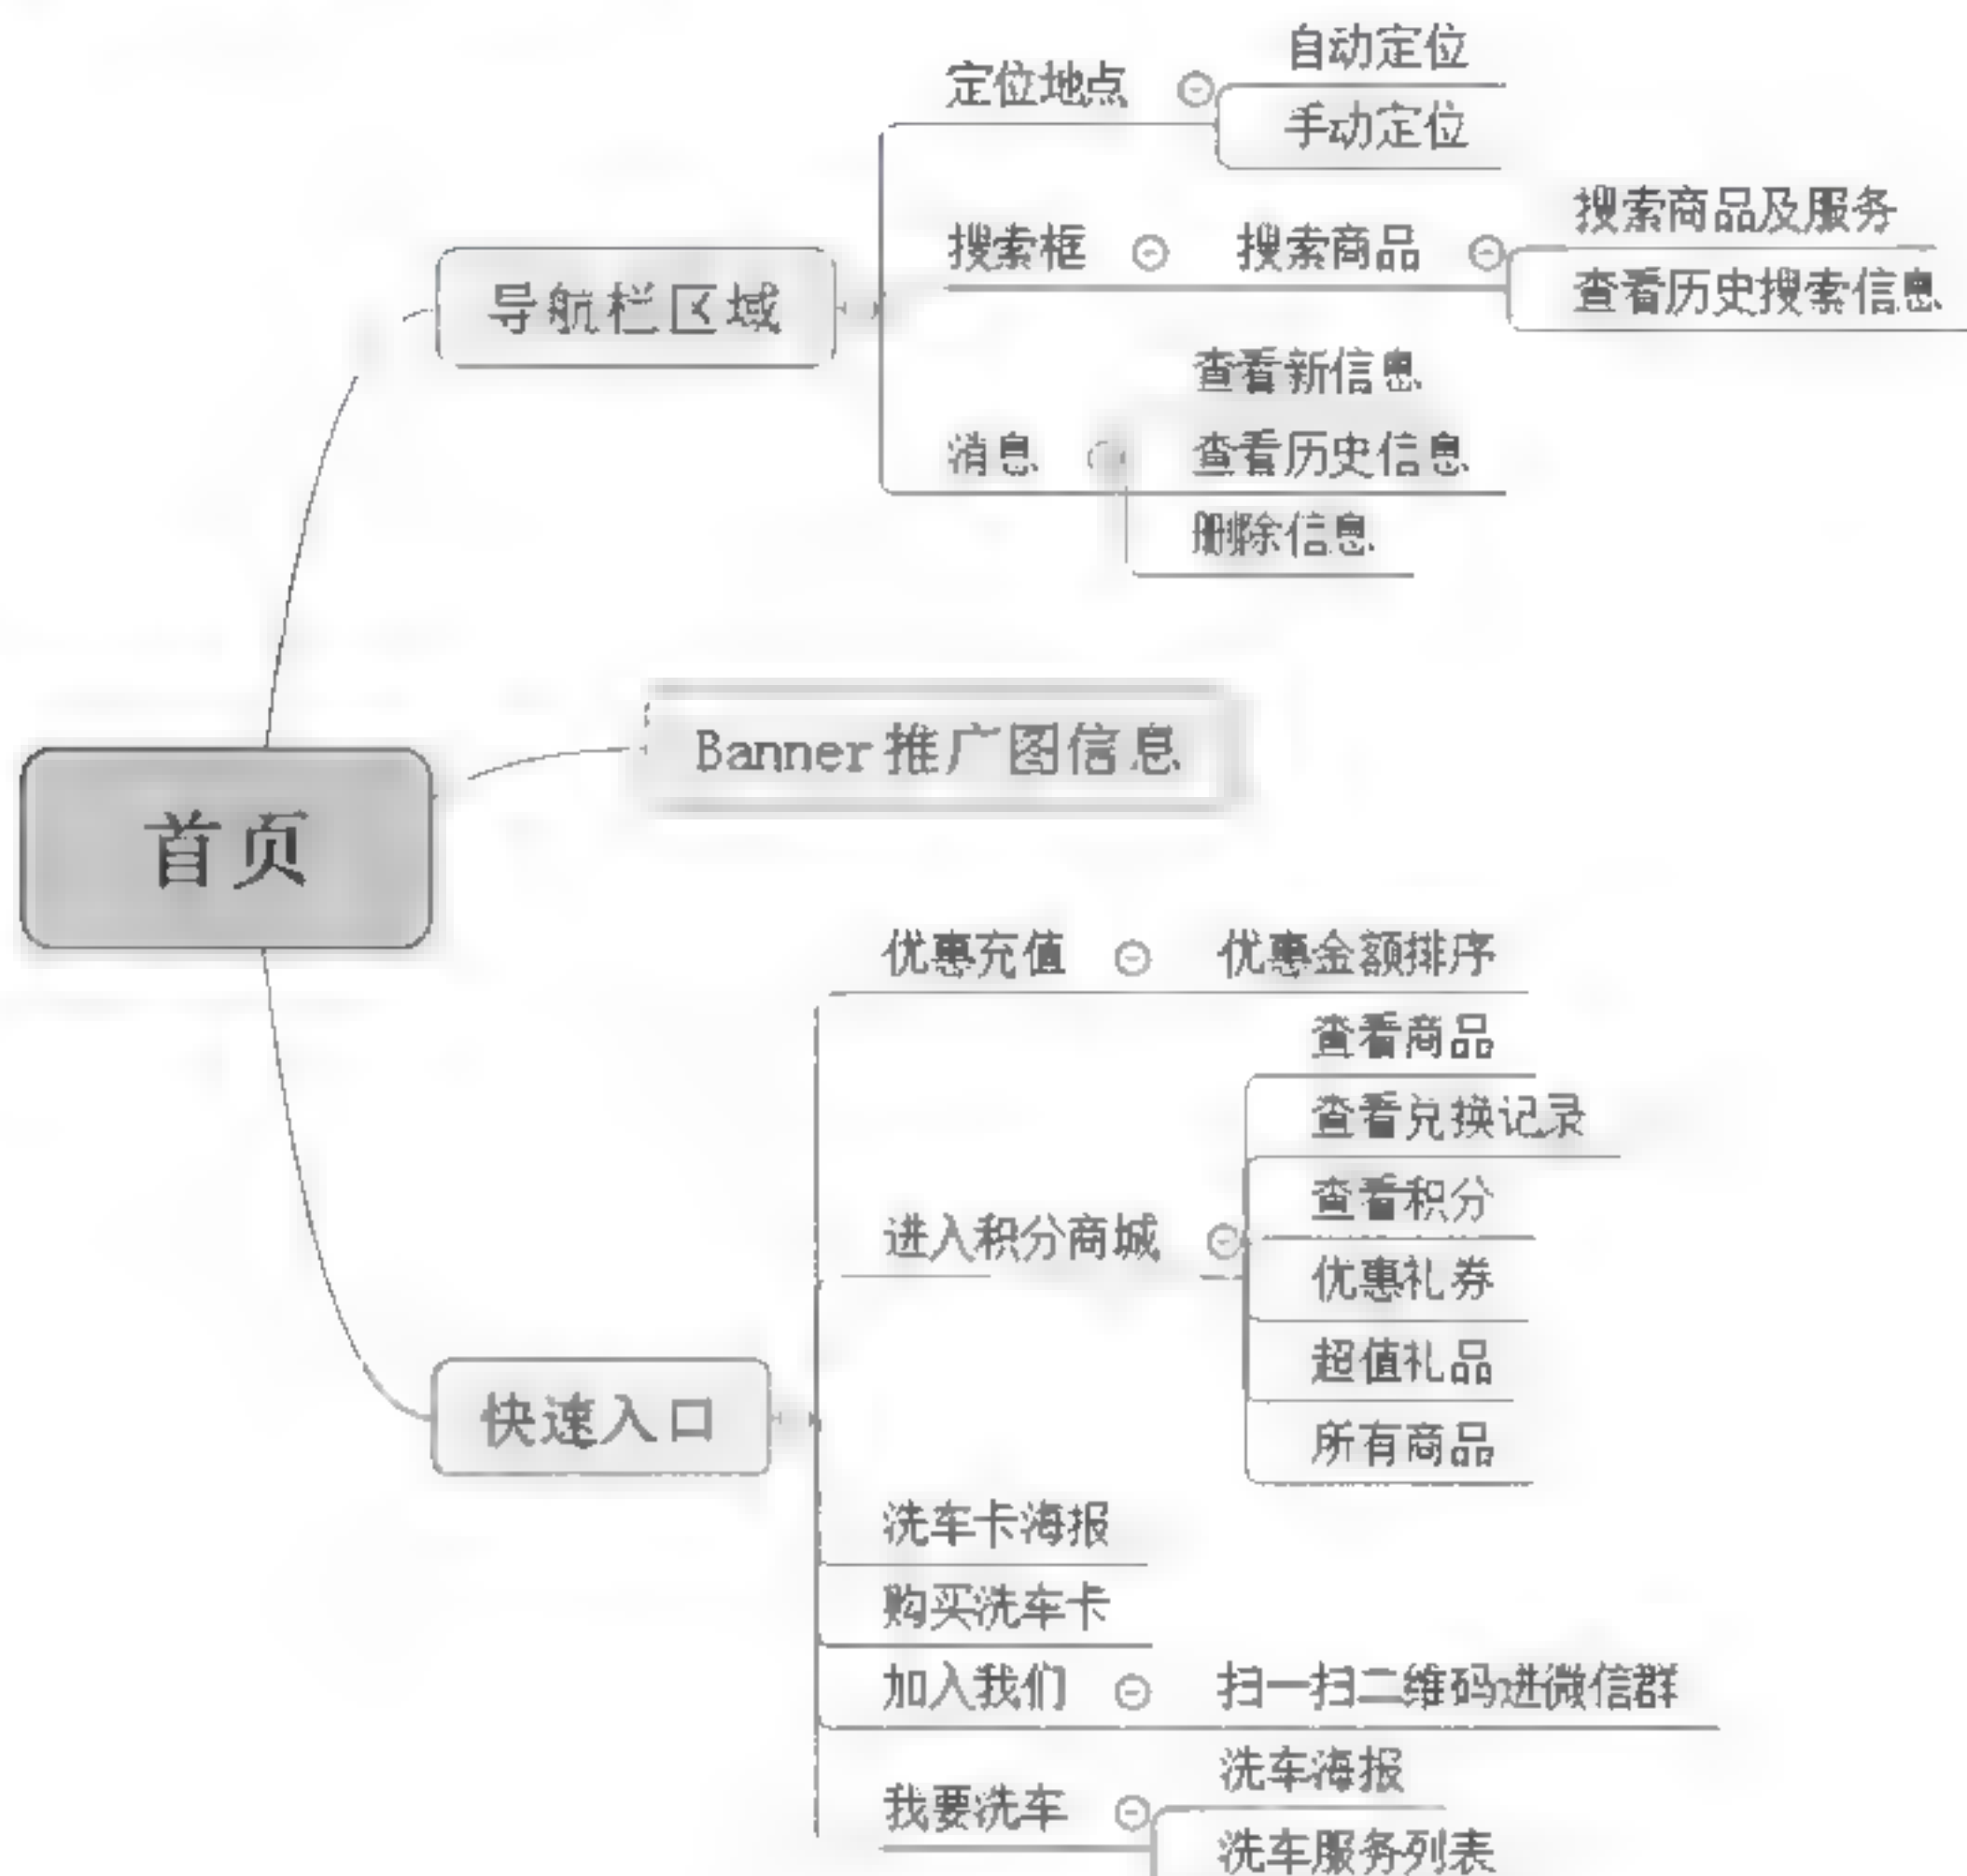 首页
导航栏区域
定位地点
自动定位
手动定位
搜索框
搜索商品
搜索商品及服务
查看历史搜索信息
消息
查看新信息
查看历史信息
删除信息
Banner 推广图信息
快速入口
优惠充值
优惠金额排序
进入积分商城
查看商品
查看兑换记录
查看积分
优惠礼券
超值礼品
所有商品
洗车卡海报
购买洗车卡
加入我们
扫一扫二维码进微信群
我要洗车
洗车海报
洗车服务列表